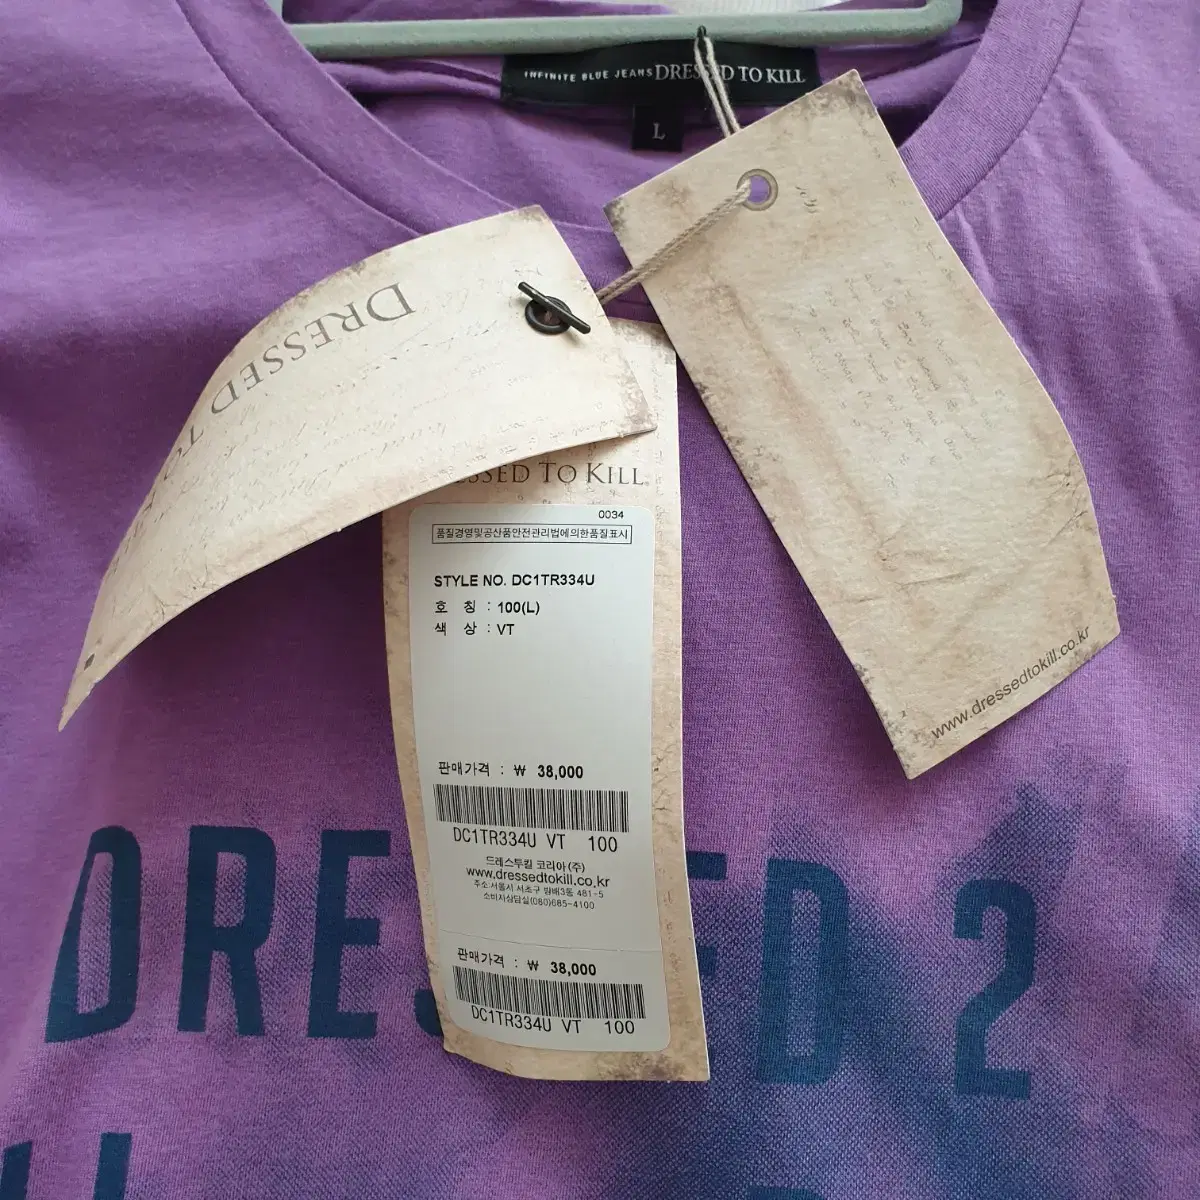 INFINITE BLUE JEANS DRESSED TO KILL
L
DRESSED TO
DRESSED TO KILL
0034
품질경영및공산품안전관리법에의한품질표시
STYLE NO. DC1TR334U
호 칭 : 100(L)
색 상 : VT
판매가격 : ₩ 38,000
DC1TR334U VT 100
드레스투킬 코리아(주)
www.dressedtokill.co.kr
주소:서울시 서초구 방배3동 481-5
소비자상담실(080)685-4100
판매가격 : ₩ 38,000
DC1TR334U VT 100
www.dressedtokill.co.kr
DRESSED 2